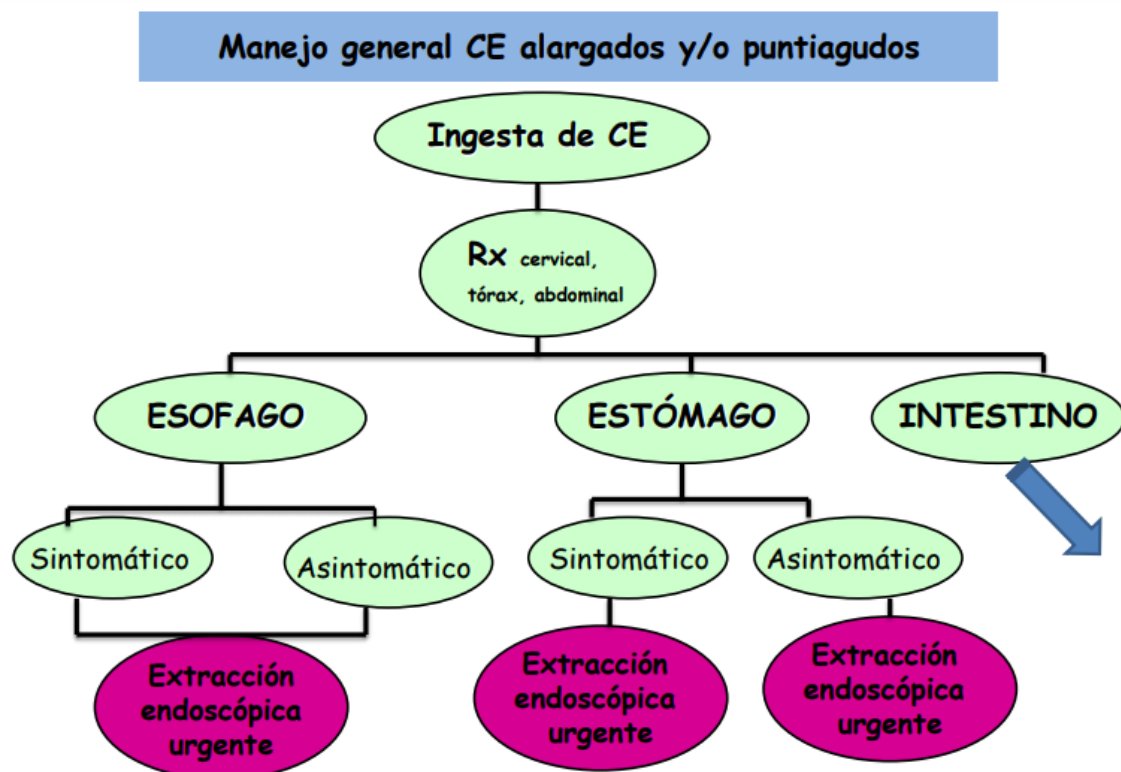 Manejo general CE alargados y/o puntiagudos
Ingesta de CE
Rx cervical,
tórax, abdominal
ESOFAGO
ESTÓMAGO
INTESTINO
Sintomático
Asintomático
Sintomático
Asintomático
Extracción
endoscópica
urgente
Extracción
endoscópica
urgente
Extracción
endoscópica
urgente